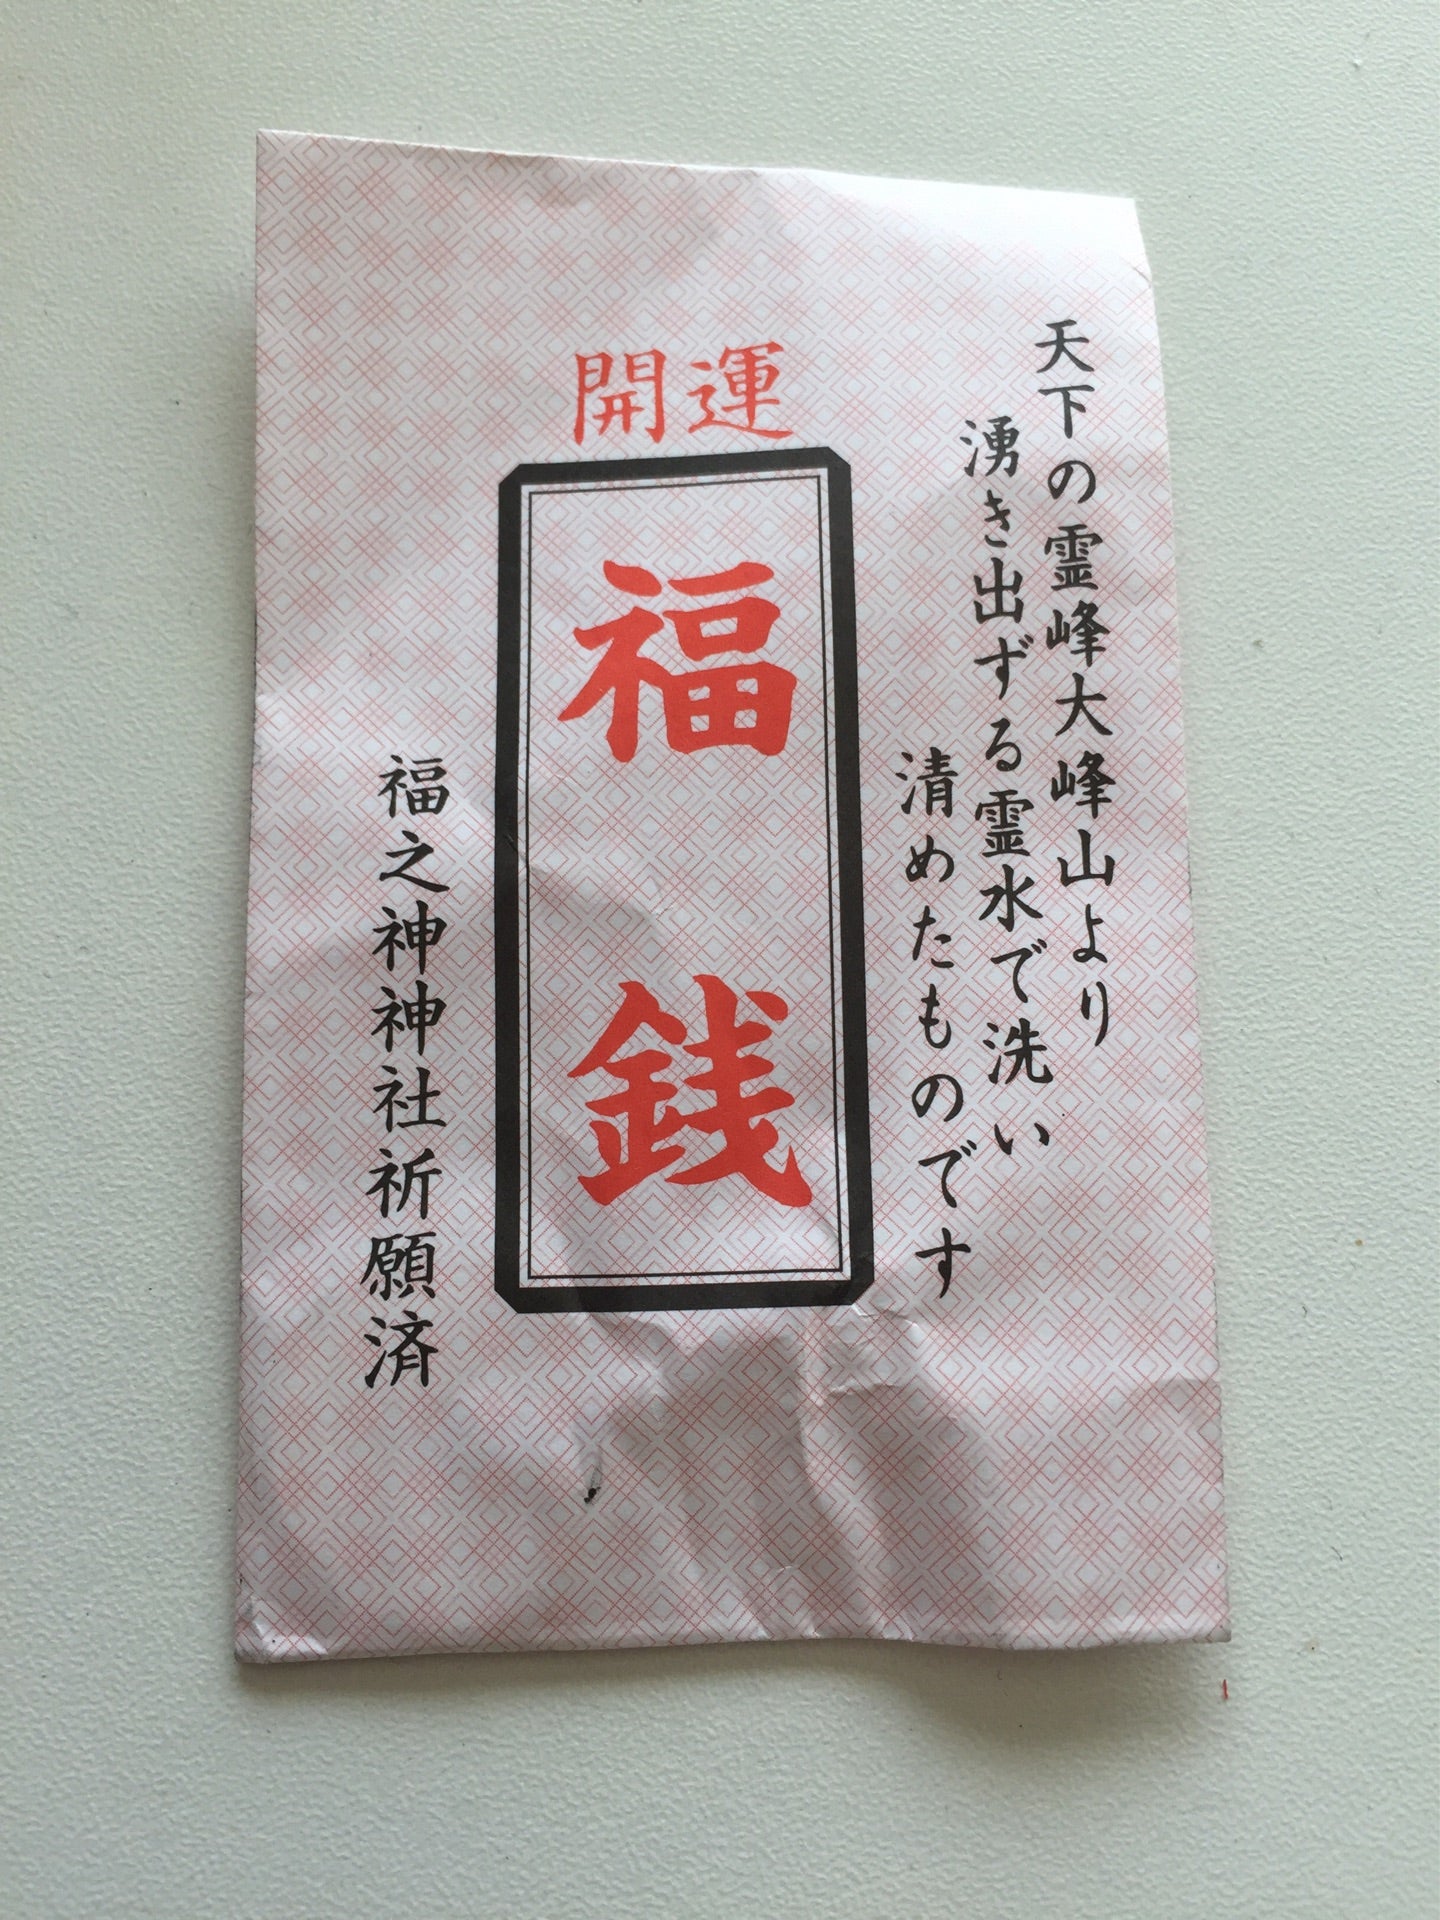 天下の霊峰大峰山より
湧き出ずる霊水で洗い
清めたものです
開運
福銭
福之神神社祈願済